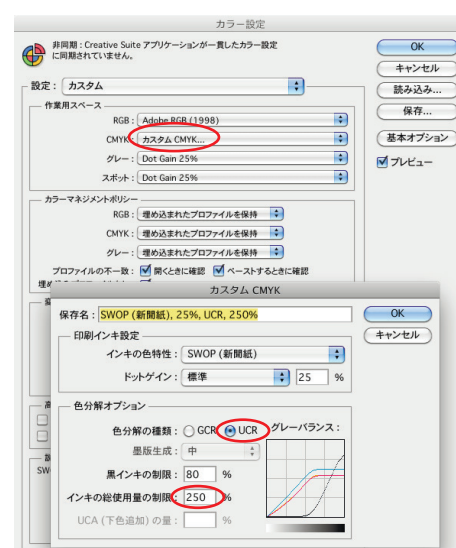 カラー設定
非同期：Creative Suite アプリケーションが一貫したカラー設定
に同期されていません。
OK
キャンセル
読み込み...
保存...
基本オプション
プレビュー
設定： カスタム
作業用スペース
RGB： Adobe RGB (1998)
CMYK： カスタム CMYK...
グレー： Dot Gain 25%
スポット： Dot Gain 25%
カラーマネジメントポリシー
RGB： 埋め込まれたプロファイルを保持
CMYK： 埋め込まれたプロファイルを保持
グレー： 埋め込まれたプロファイルを保持
プロファイルの不一致： 開くときに確認 ペーストするときに確認
カスタム CMYK
保存名： SWOP (新聞紙), 25%, UCR, 250%
OK
キャンセル
印刷インキ設定
インキの色特性： SWOP (新聞紙)
ドットゲイン： 標準 25 %
色分解オプション
色分解の種類： GCR UCR グレーバランス：
墨版生成： 中
黒インキの制限： 80 %
インキの総使用量の制限： 250 %
UCA (下色追加) の量： %
SW